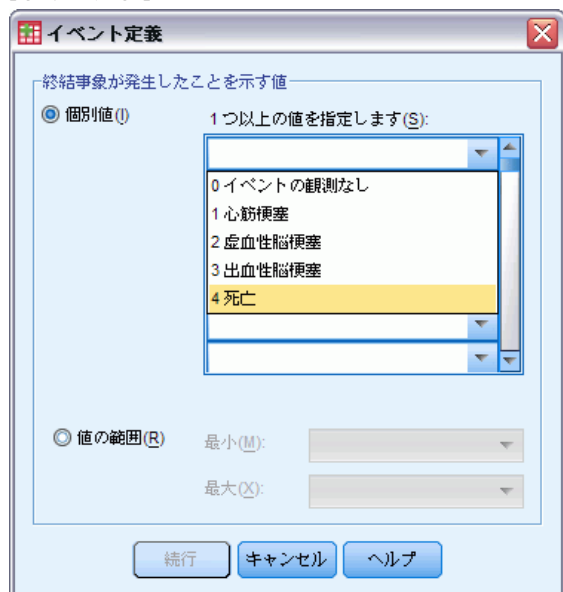 イベント定義
終結事象が発生したことを示す値
個別値(I)
1つ以上の値を指定します(S):
0 イベントの観測なし
1 心筋梗塞
2 虚血性脳梗塞
3 出血性脳梗塞
4 死亡
値の範囲(R)
最小(M):
最大(X):
続行 キャンセル ヘルプ